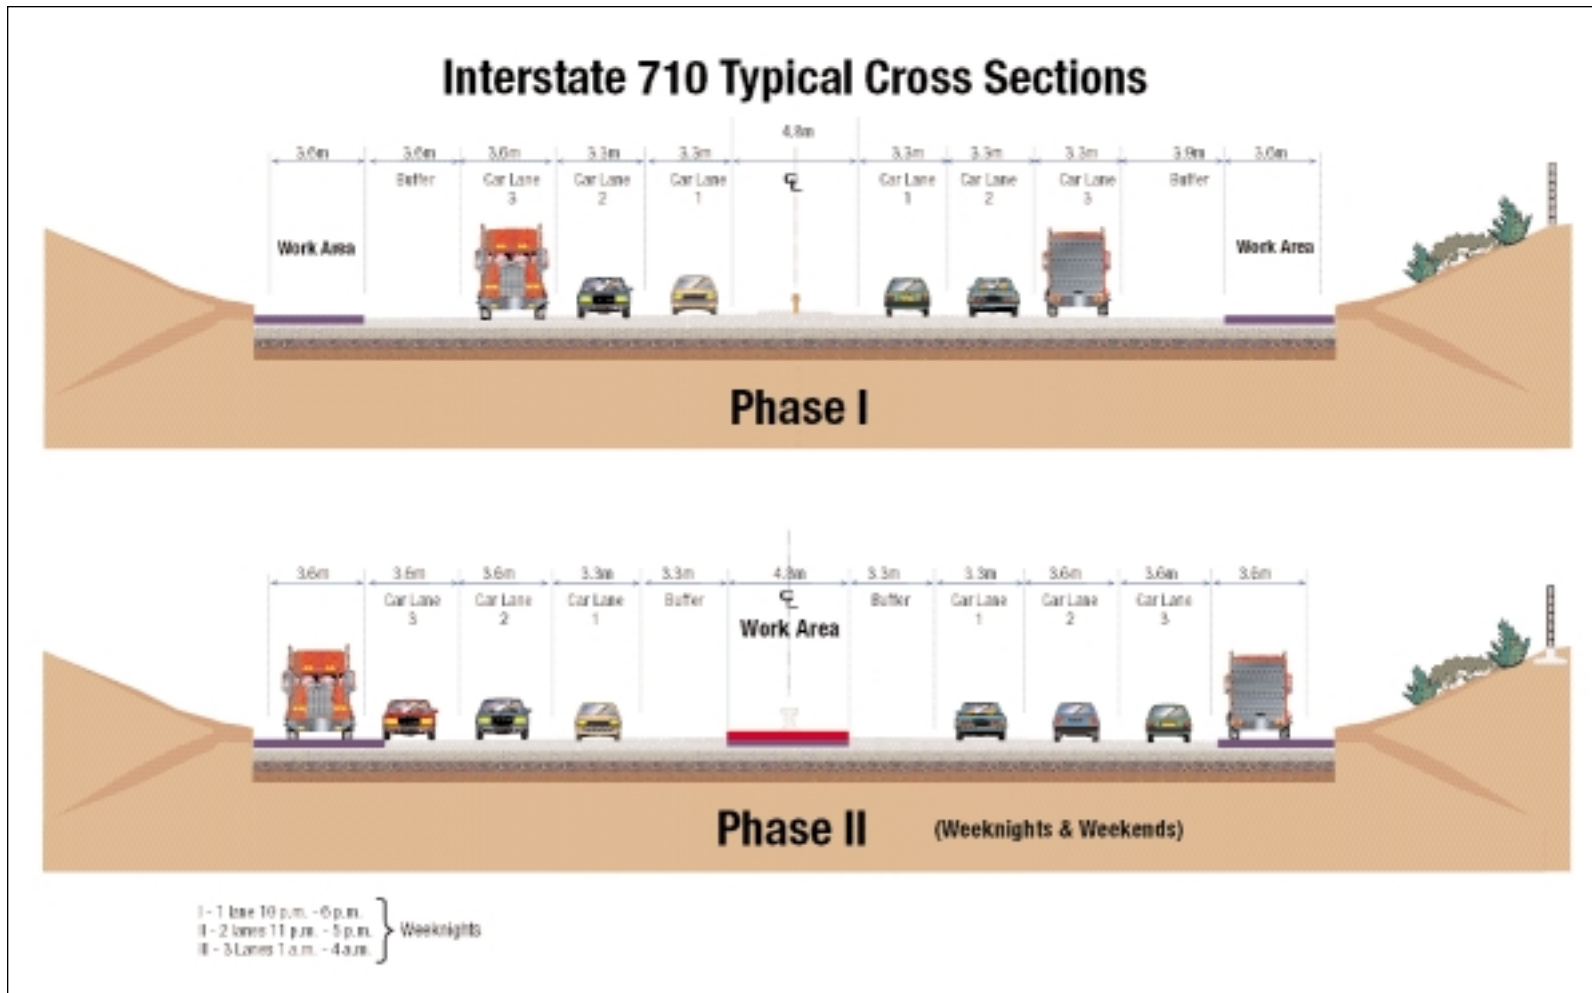 Interstate 710 Typical Cross Sections
4.8m
3.6m 3.6m 3.6m 3.3m 3.3m 3.3m 3.3m 3.3m 3.9m 3.6m
Buffer Car Lane Car Lane Car Lane C̵L Car Lane Car Lane Car Lane Buffer
3 2 1 1 2 3
Work Area Work Area
Phase I
3.6m 3.6m 3.6m 3.3m 3.3m 4.8m 3.3m 3.3m 3.6m 3.6m 3.6m
Car Lane Car Lane Car Lane Buffer CL Buffer Car Lane Car Lane Car Lane
3 2 1 1 2 3
Work Area
Phase II (Weeknights & Weekends)
I - 1 lane 10 p.m. - 6 p.m.
II - 2 lanes 11 p.m. - 5 p.m. Weeknights
III - 3 Lanes 1 a.m. - 4 a.m.